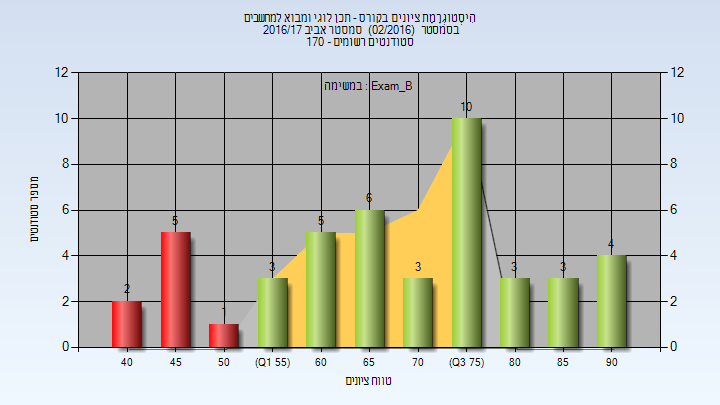 היסטוגרמת ציונים בקורס - תכן לוגי ומבוא למחשבים
בסמסטר (02/2016) סמסטר אביב 2016/17
סטודנטים רשומים - 170
במשימה : Exam_B
מספר סטודנטים
12 12
10 10
8 8
6 6
4 4
2 2
0 0
2 5 1 3 5 6 3 10 3 3 4
40 45 50 (Q1 55) 60 65 70 (Q3 75) 80 85 90
טווח ציונים